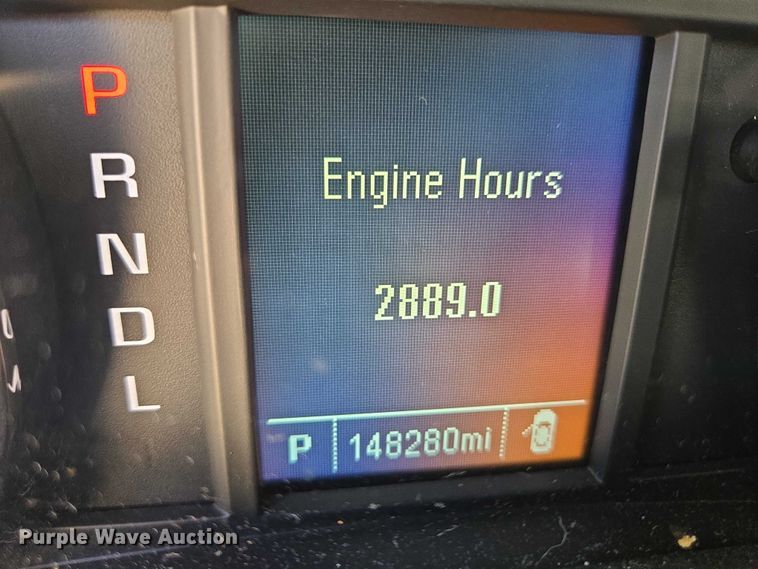 P
R
N
D
L
Engine Hours
2889.0
P 148280mi
Purple Wave Auction